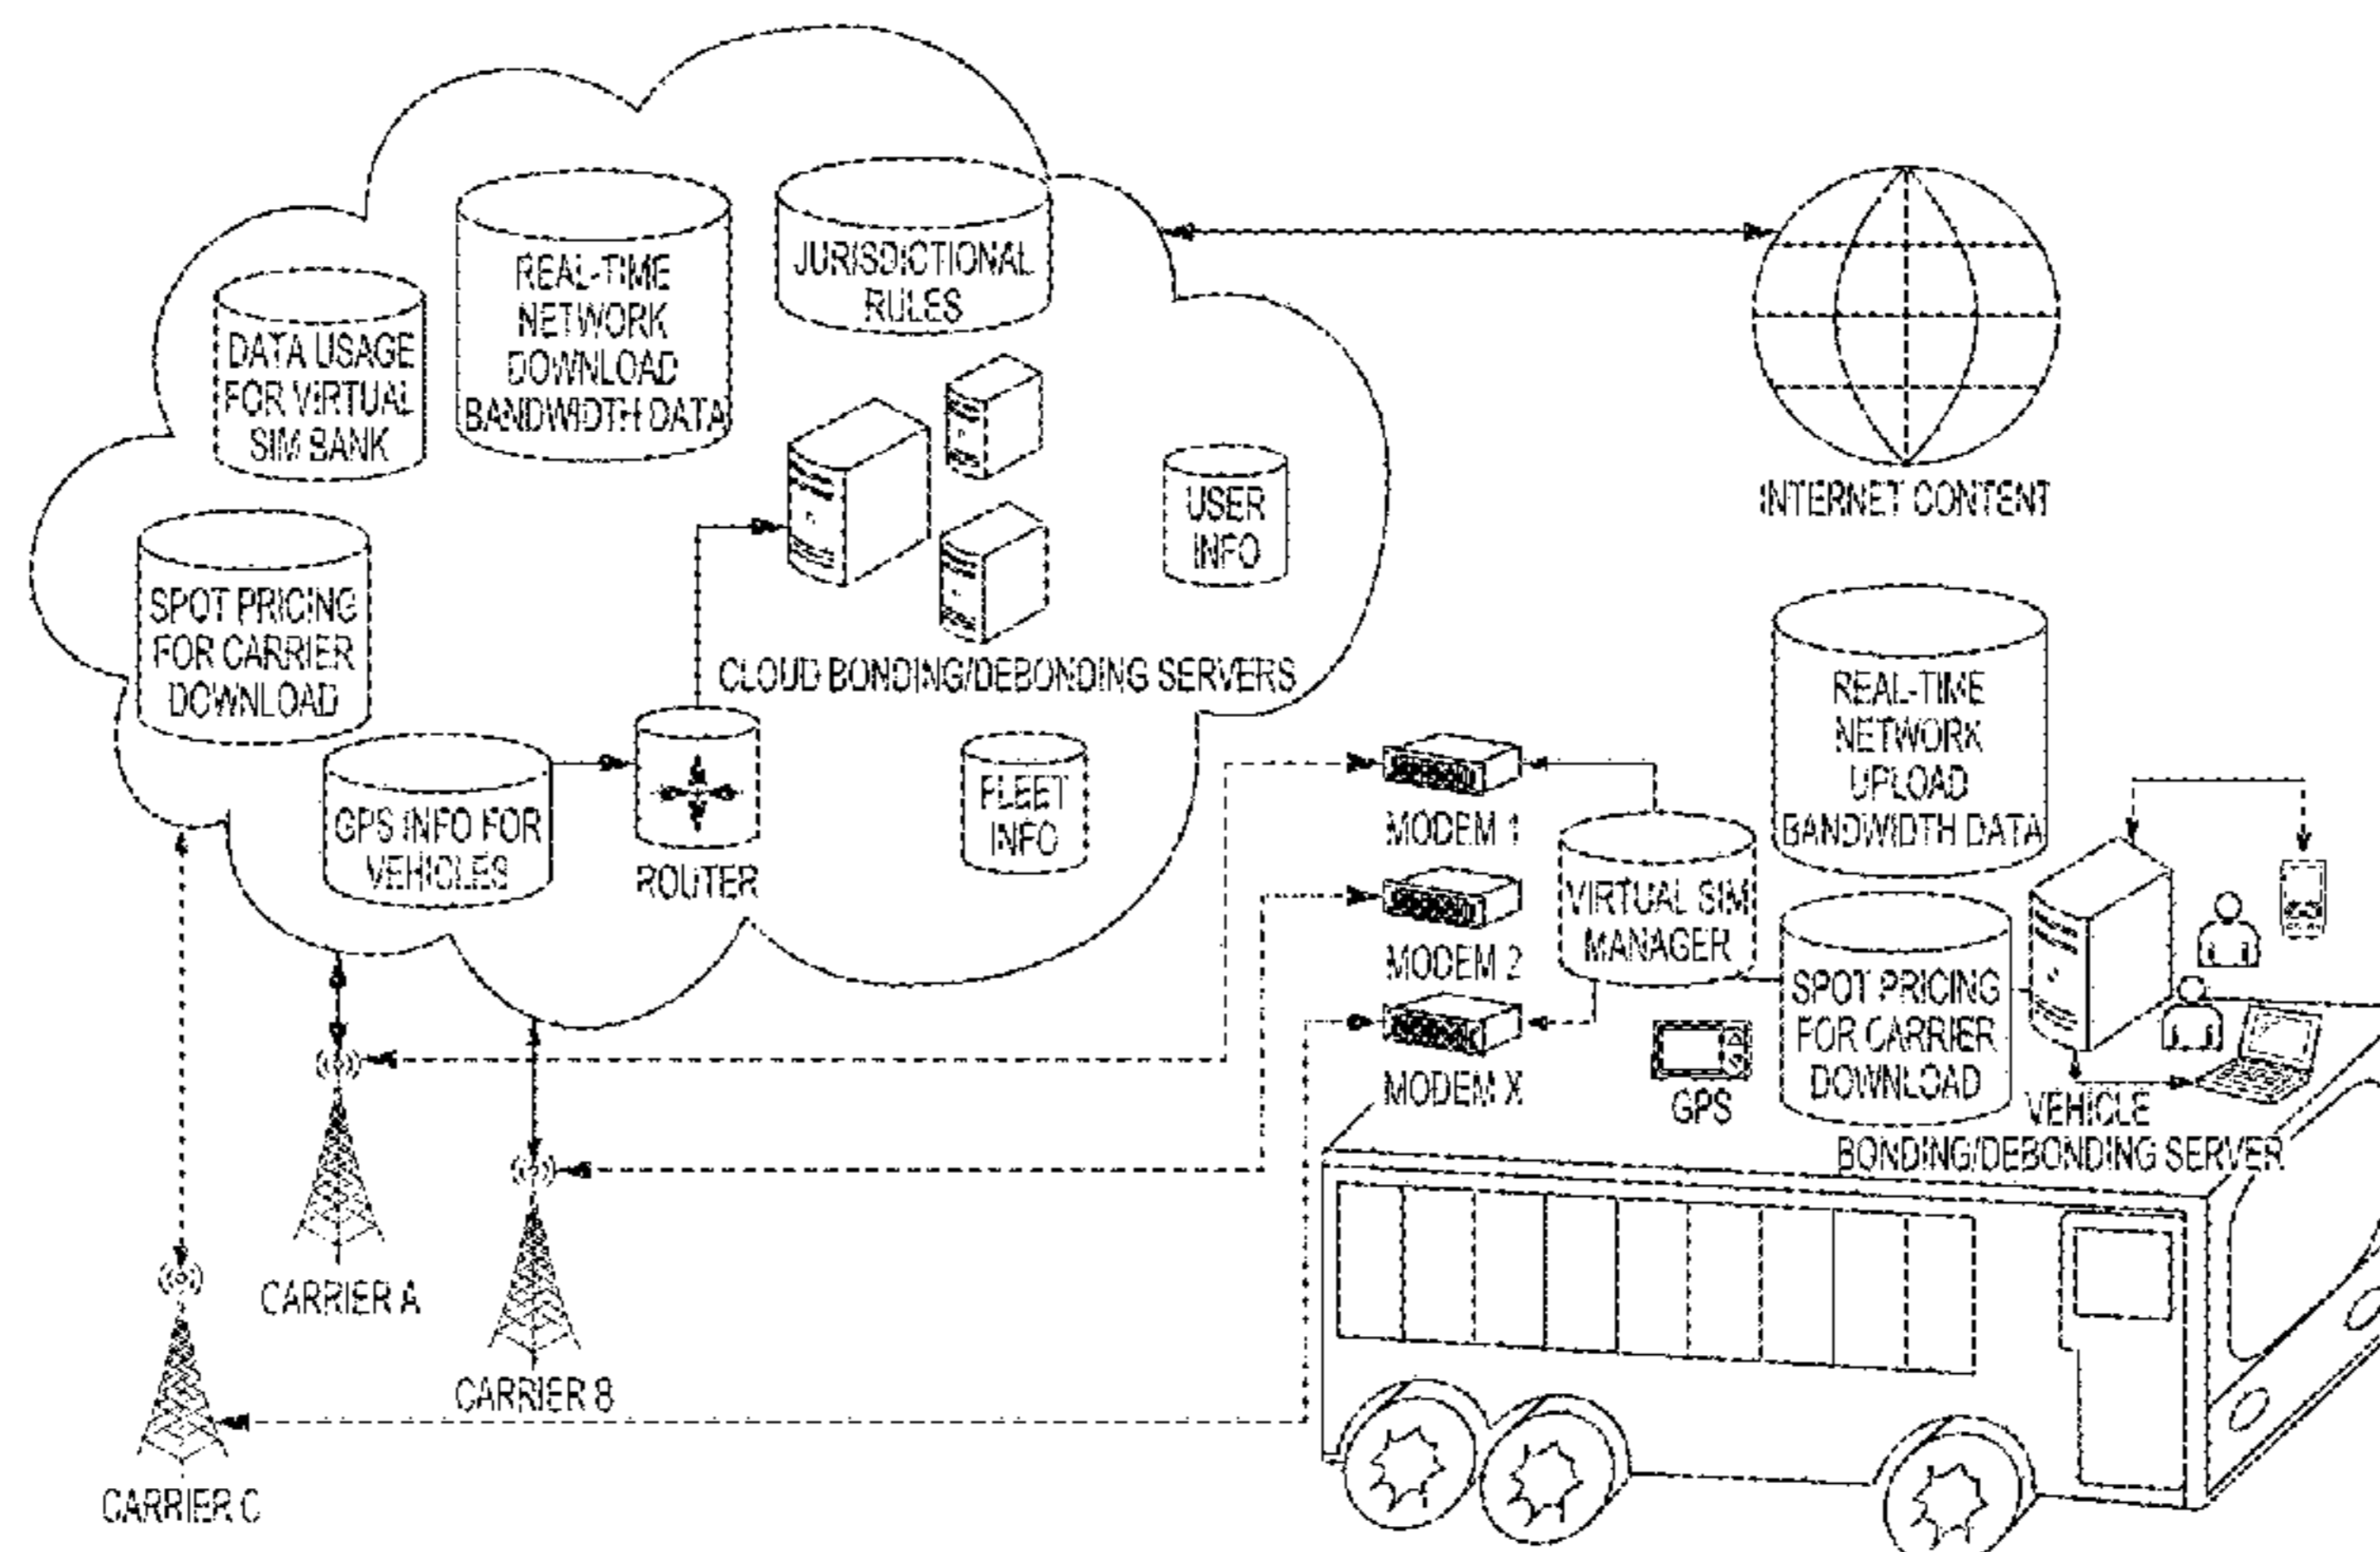 REAL-TIME
NETWORK
DOWNLOAD
BANDWIDTH DATA
JURISDICTIONAL
RULES
DATA USAGE
FOR VIRTUAL
SIM BANK
USER
INFO
INTERNET CONTENT
SPOT PRICING
FOR CARRIER
DOWNLOAD
CLOUD BONDING/DEBONDING SERVERS
GPS INFO FOR
VEHICLES
ROUTER
FLEET
INFO
MODEM 1
MODEM 2
MODEM X
VIRTUAL SIM
MANAGER
REAL-TIME
NETWORK
UPLOAD
BANDWIDTH DATA
SPOT PRICING
FOR CARRIER
DOWNLOAD
GPS
VEHICLE
BONDING/DEBONDING SERVER
CARRIER A
CARRIER B
CARRIER C